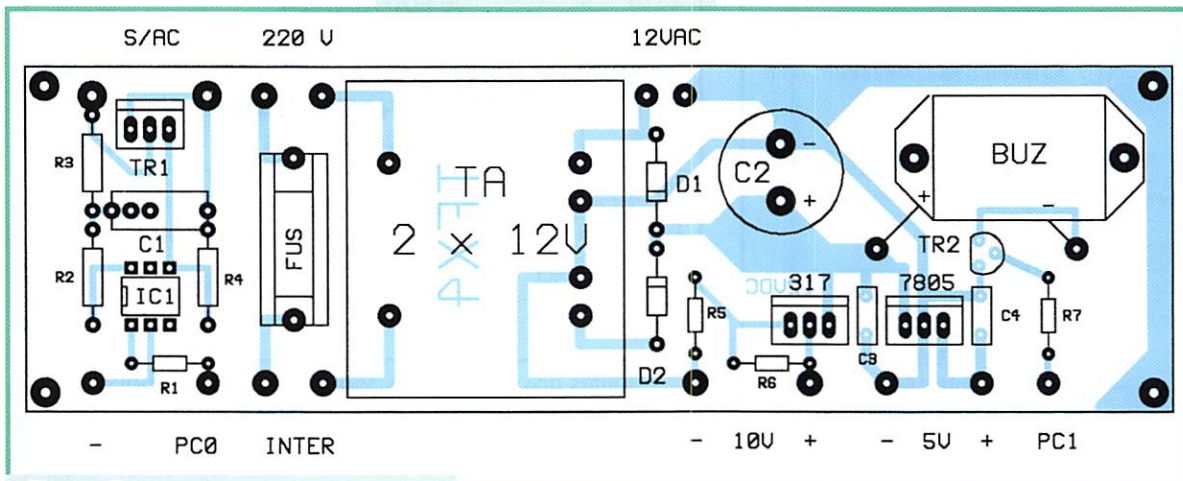 S/AC 220 V 12VAC
R3
TR1
C1
R2
IC1
R4
R1
FUS
TA
2 x 12V
D1
D2
C2
-
+
BUZ
+
-
TR2
317 7805
VDC
R5
R6
C3
C4
R7
- PC0 INTER - 10V + - 5V + PC1